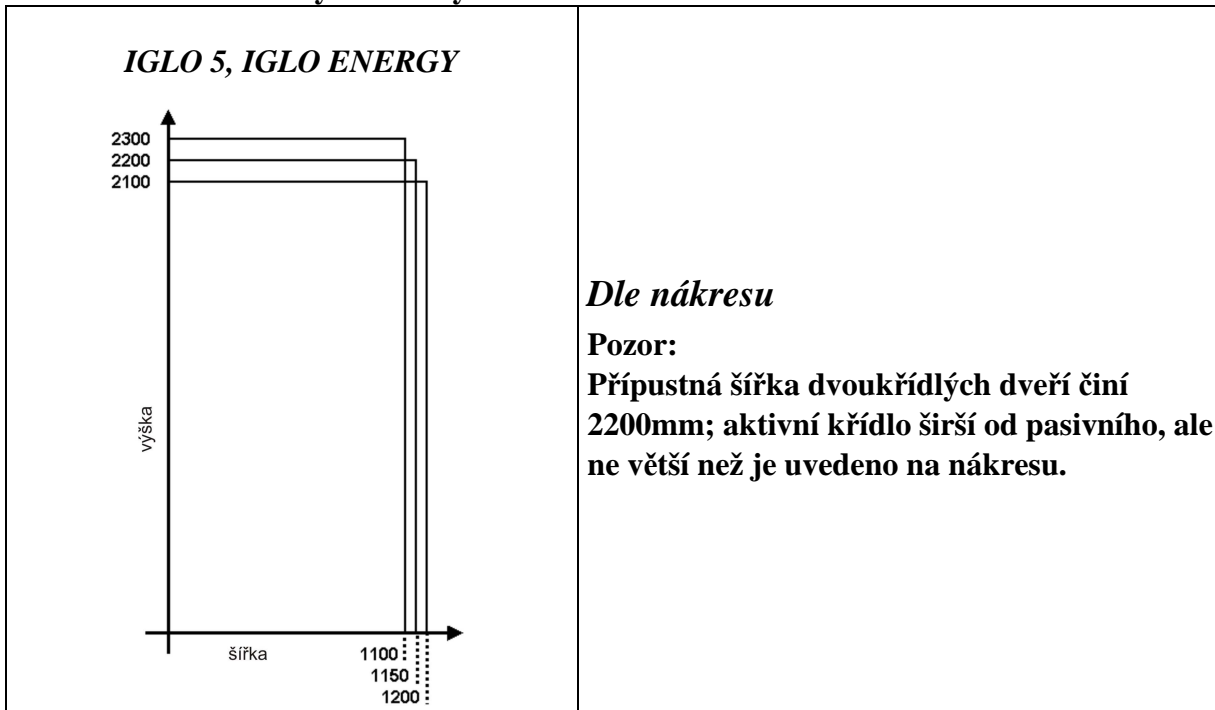 IGLO 5, IGLO ENERGY
2300
2200
2100
výška
šířka
1100
1150
1200
Dle nákresu
Pozor:
Přípustná šířka dvoukřídlých dveří činí
2200mm; aktivní křídlo širší od pasivního, ale
ne větší než je uvedeno na nákresu.